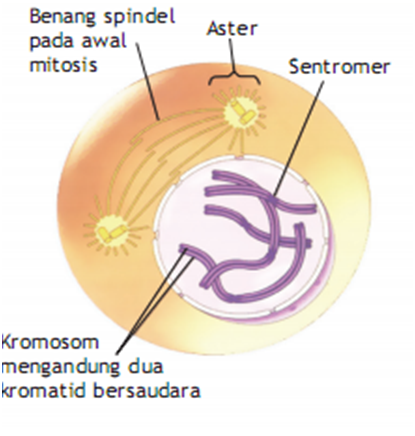 Benang spindel
pada awal
mitosis
Aster
Sentromer
Kromosom
mengandung dua
kromatid bersaudara